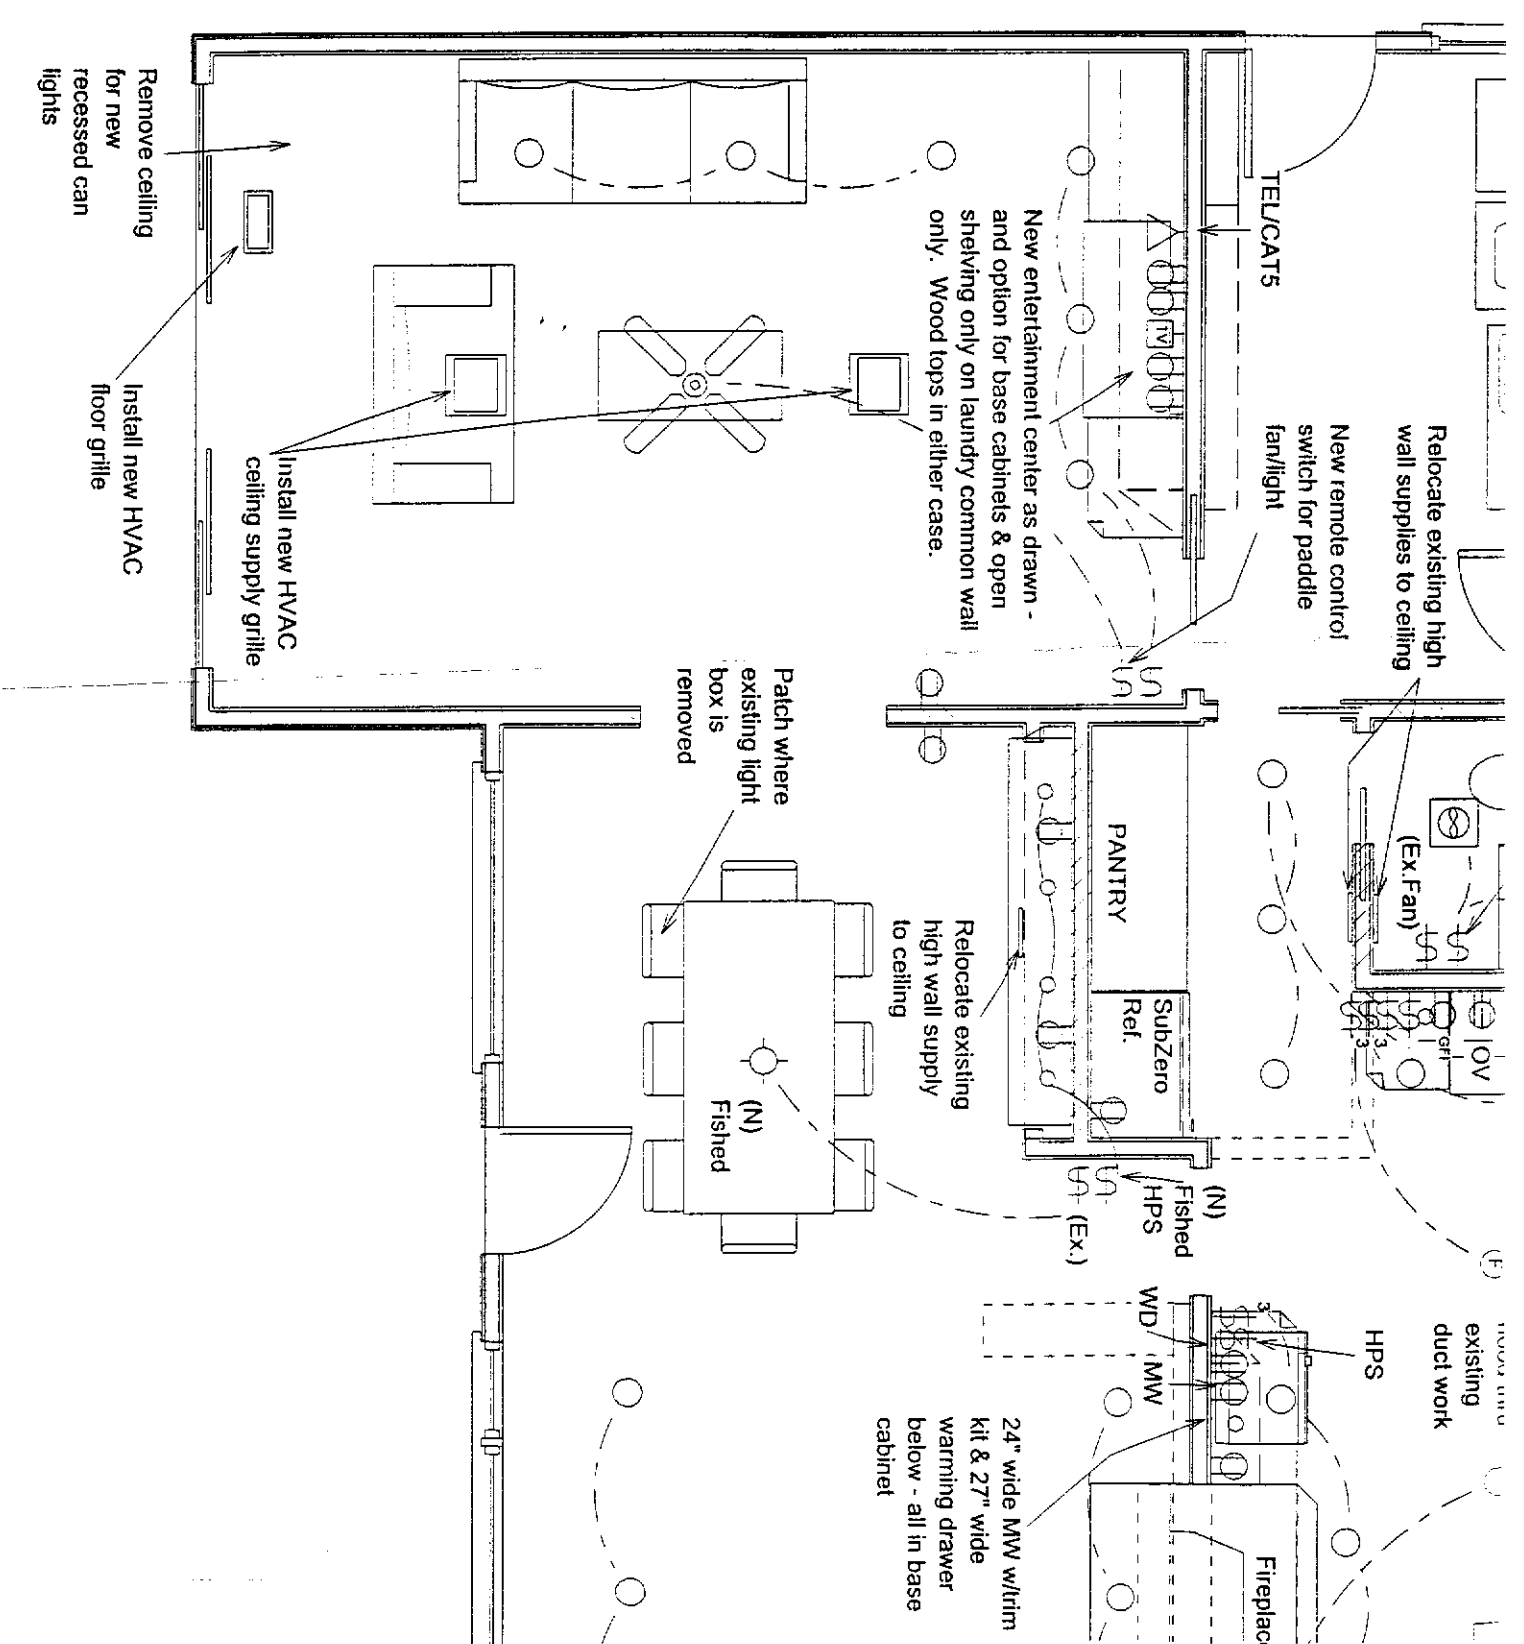 TEL/CAT5
Relocate existing high
wall supplies to ceiling
New remote control
switch for paddle
fan/light
New entertainment center as drawn -
and option for base cabinets & open
shelving only on laundry common wall
only.  Wood tops in either case.
TV
Remove ceiling
for new
recessed can
lights
Install new HVAC
floor grille
Install new HVAC
ceiling supply grille
Patch where
existing light
box is
removed
PANTRY
(Ex.Fan)
Relocate existing
high wall supply
to ceiling
SubZero
Ref.
3
3
GFI
OV
(N)
Fished
(N)
Fished
HPS
(Ex.)
existing
duct work
HPS
3
WD
MW
24" wide MW w/trim
kit & 27" wide
warming drawer
below - all in base
cabinet